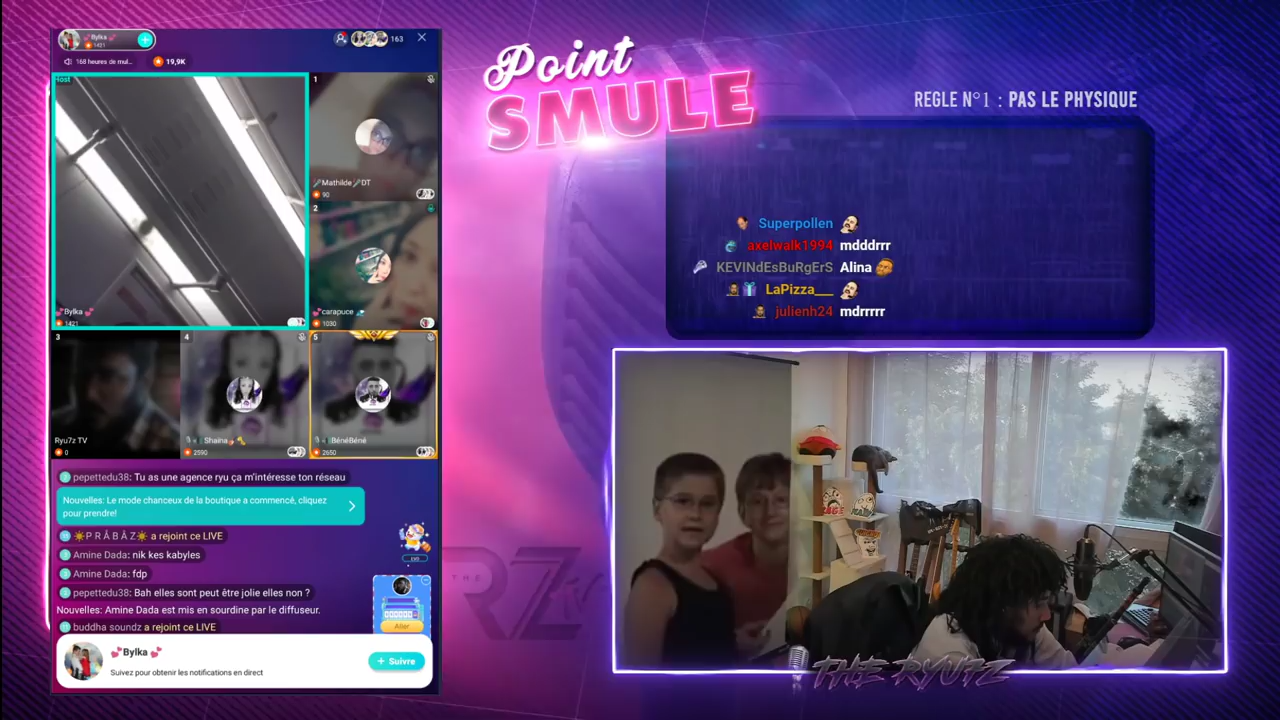 💕Bylka 💕
1421
163
168 heures de mul...
19,9K
Host
1
🎤Mathilde🎤DT
90
2
💕carapuce
1030
💕Bylka 💕
1421
3
Ryu7z TV
0
4
Shaina
2590
5
BénéBéné
2650
pepettedu38: Tu as une agence ryu ça m'intéresse ton réseau
Nouvelles: Le mode chanceux de la boutique a commencé, cliquez
pour prendre!
☀️P R Â B Â Z☀️ a rejoint ce LIVE
Amine Dada: nik kes kabyles
Amine Dada: fdp
pepettedu38: Bah elles sont peut être jolie elles non ?
Nouvelles: Amine Dada est mis en sourdine par le diffuseur.
buddha soundz a rejoint ce LIVE
Aller
💕Bylka 💕
Suivez pour obtenir les notifications en direct
+ Suivre
Point
SMULE
REGLE N°1 : PAS LE PHYSIQUE
Superpollen
axelwalk1994 mdddrrr
KEVINdEsBuRgErS Alina
LaPizza___
julienh24 mdrrrrr
THE
THE RYU7Z